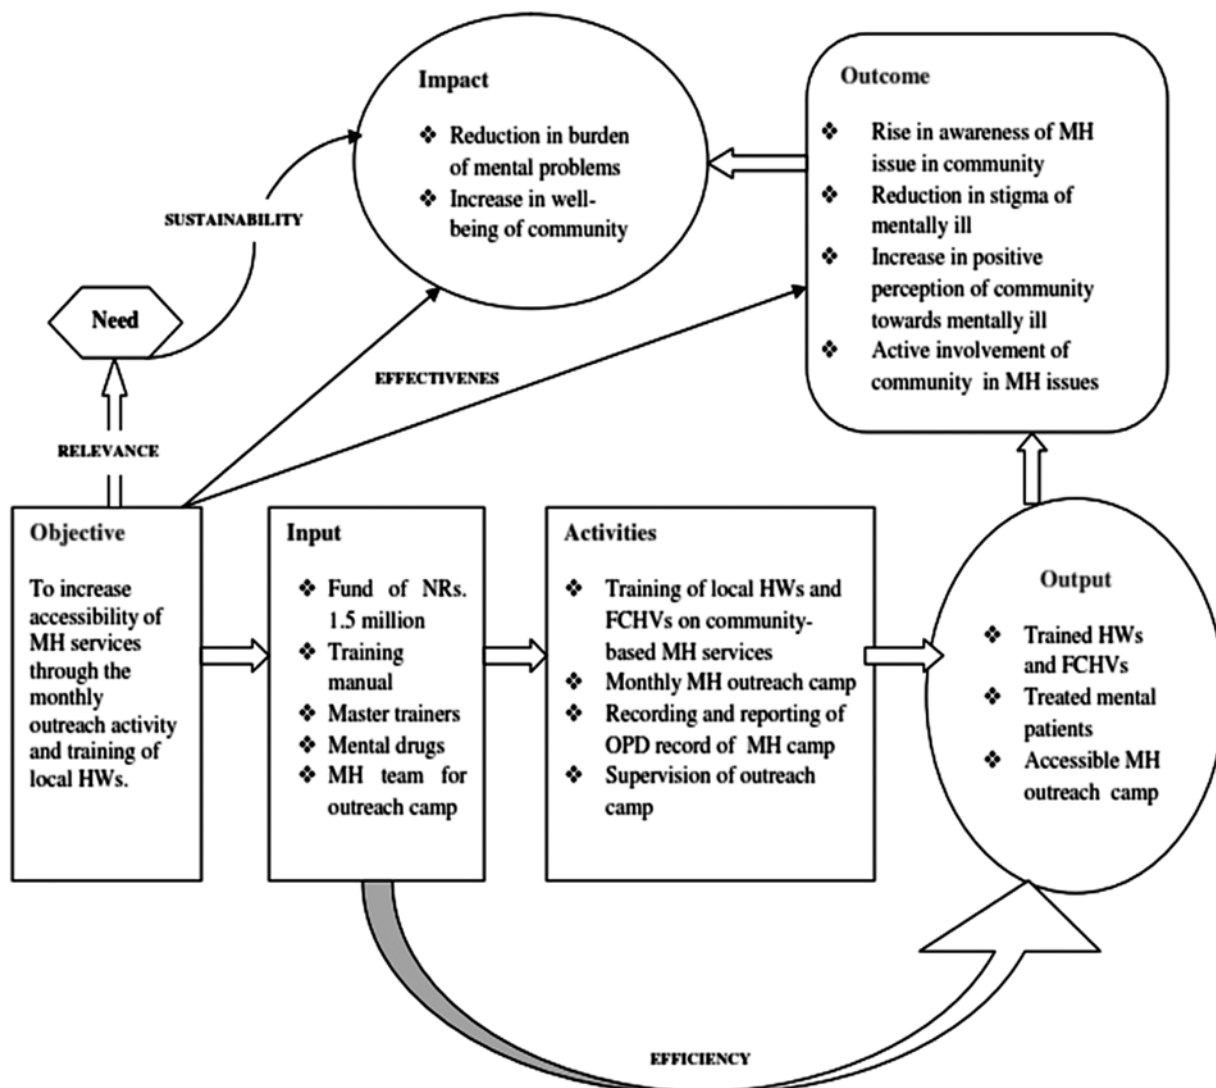 Impact
❖ Reduction in burden
of mental problems
❖ Increase in well-
being of community
Outcome
❖ Rise in awareness of MH
issue in community
❖ Reduction in stigma of
mentally ill
❖ Increase in positive
perception of community
towards mentally ill
❖ Active involvement of
community in MH issues
SUSTAINABILITY
Need
EFFECTIVENES
RELEVANCE
Objective
To increase
accessibility of
MH services
through the
monthly
outreach activity
and training of
local HWs.
Input
❖ Fund of NRs.
1.5 million
❖ Training
manual
❖ Master trainers
❖ Mental drugs
❖ MH team for
outreach camp
Activities
❖ Training of local HWs and
FCHVs on community-
based MH services
❖ Monthly MH outreach camp
❖ Recording and reporting of
OPD record of MH camp
❖ Supervision of outreach
camp
Output
❖ Trained HWs
and FCHVs
❖ Treated mental
patients
❖ Accessible MH
outreach camp
EFFICIENCY